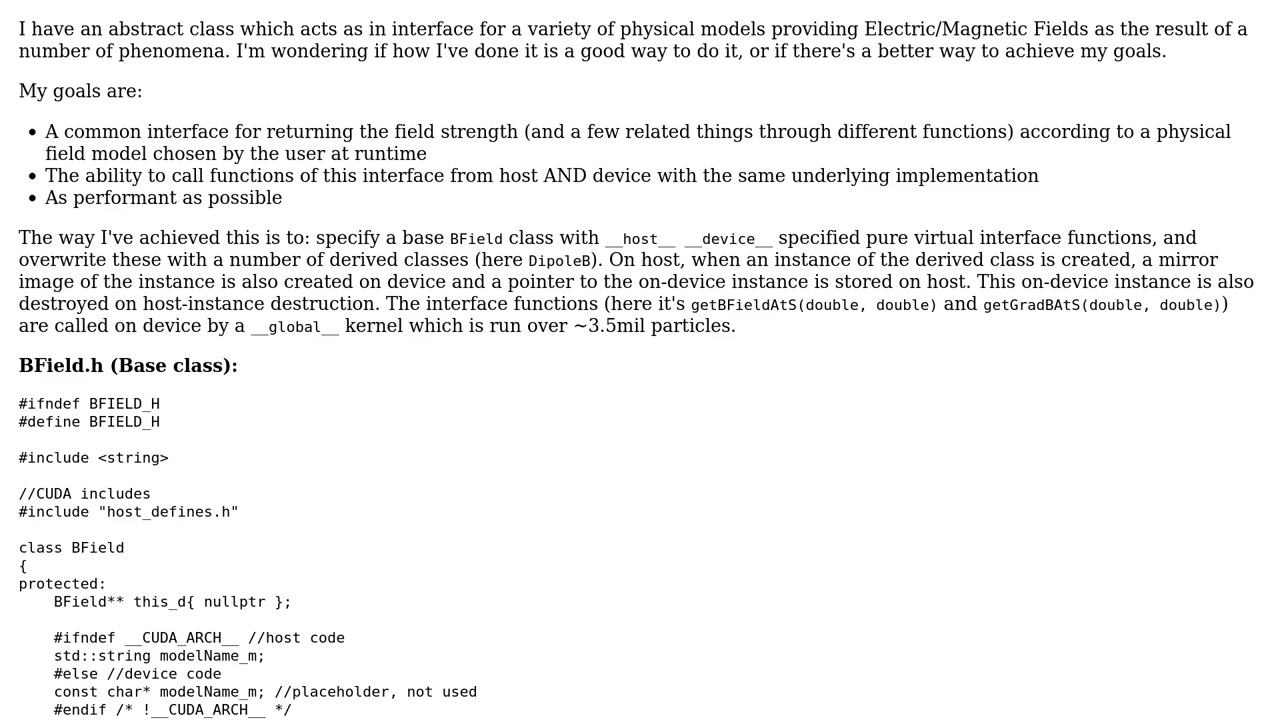 I have an abstract class which acts as in interface for a variety of physical models providing Electric/Magnetic Fields as the result of a
number of phenomena. I'm wondering if how I've done it is a good way to do it, or if there's a better way to achieve my goals.
My goals are:
• A common interface for returning the field strength (and a few related things through different functions) according to a physical
field model chosen by the user at runtime
• The ability to call functions of this interface from host AND device with the same underlying implementation
• As performant as possible
The way I've achieved this is to: specify a base BField class with __host__ __device__ specified pure virtual interface functions, and
overwrite these with a number of derived classes (here DipoleB). On host, when an instance of the derived class is created, a mirror
image of the instance is also created on device and a pointer to the on-device instance is stored on host. This on-device instance is also
destroyed on host-instance destruction. The interface functions (here it's getBFieldAtS(double, double) and getGradBAtS(double, double))
are called on device by a __global__ kernel which is run over ~3.5mil particles.
BField.h (Base class):
#ifndef BFIELD_H
#define BFIELD_H
#include <string>
//CUDA includes
#include "host_defines.h"
class BField
{
protected:
    BField** this_d{ nullptr };
    #ifndef __CUDA_ARCH__ //host code
    std::string modelName_m;
    #else //device code
    const char* modelName_m; //placeholder, not used
    #endif /* !__CUDA_ARCH__ */